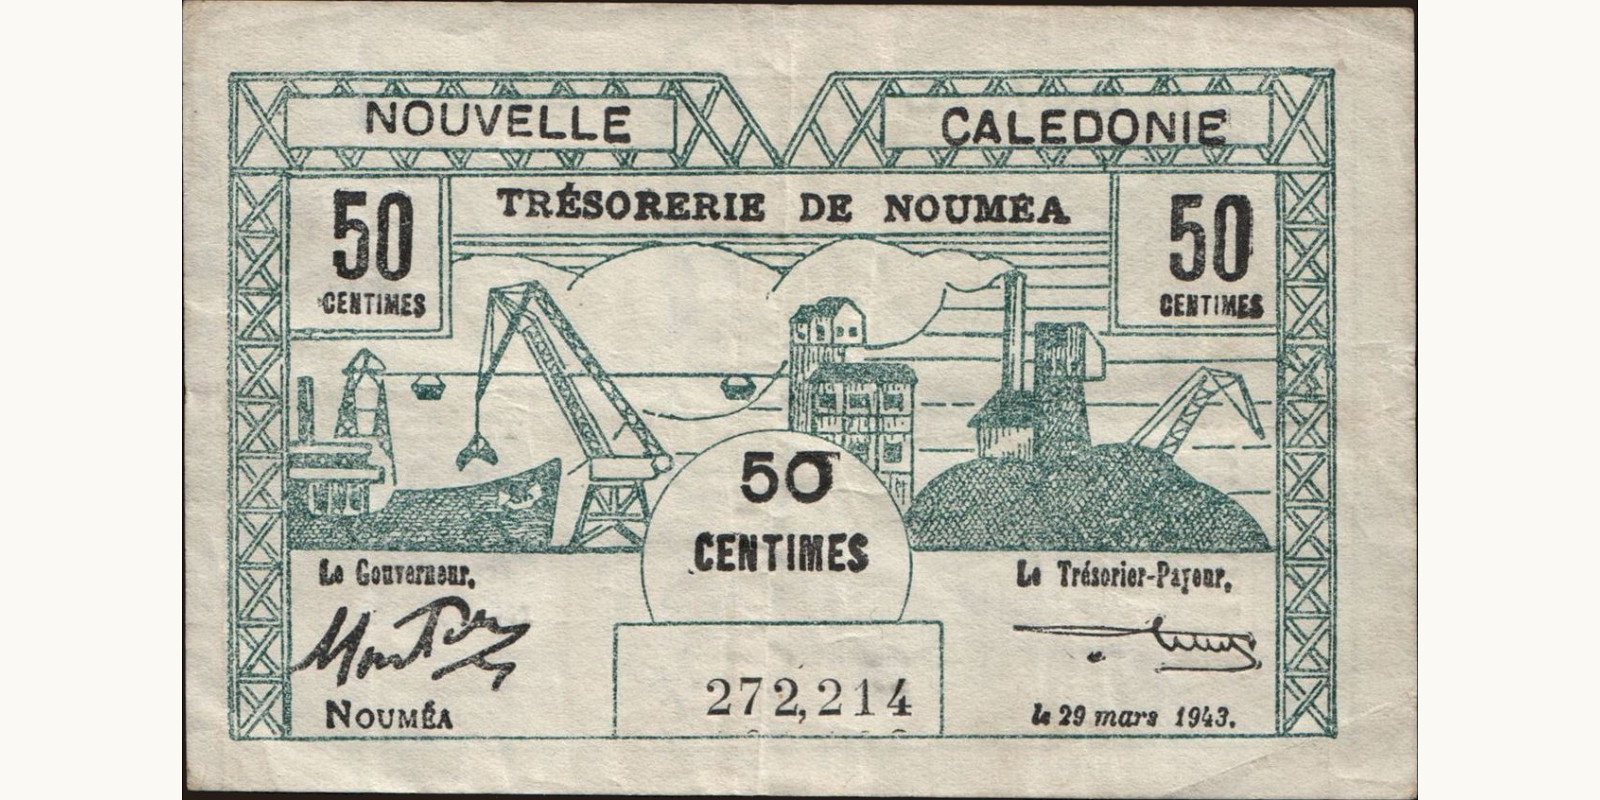 NOUVELLE CALEDONIE
TRÉSORERIE DE NOUMÉA
50
CENTIMES
50
CENTIMES
50
CENTIMES
Le Gouverneur,
Le Trésorier-Payeur,
NOUMÉA
272,214
le 29 mars 1943.